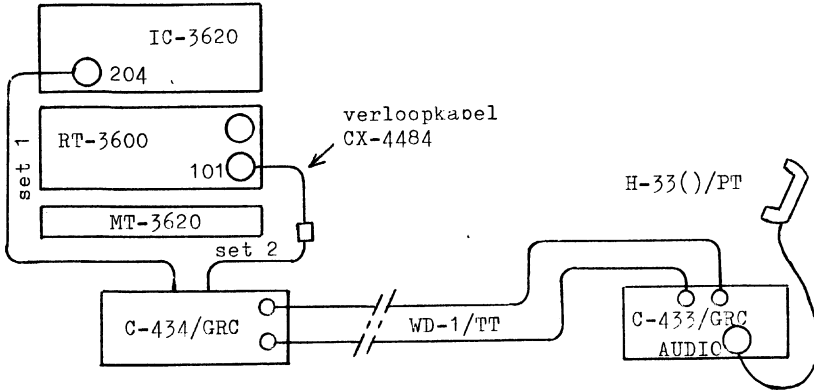 IC-3620
204
verloopkabel
CX-4484
RT-3600
101
set 1
H-33()/PT
MT-3620
set 2
C-434/GRC
WD-1/TT
C-433/GRC
AUDIO